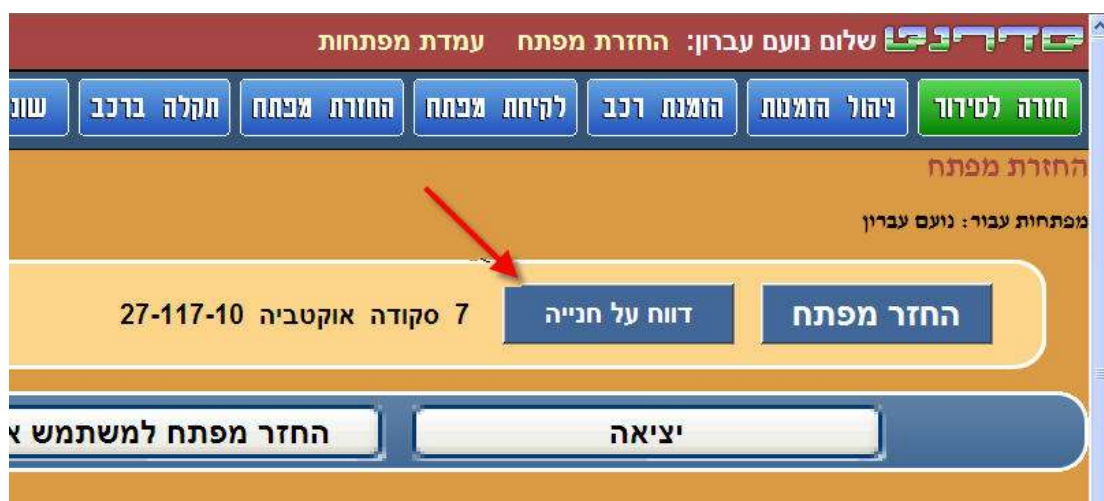 סדרנט שלום נועם עברון: החזרת מפתח עמדת מפתחות
חזרה לסידור ניהול הזמנות הזמנת רכב לקיחת מפתח החזרת מפתח תקלה ברכב שונ
החזרת מפתח
מפתחות עבור: נועם עברון
החזר מפתח דווח על חנייה 7 סקודה אוקטביה 27-117-10
יציאה החזר מפתח למשתמש א